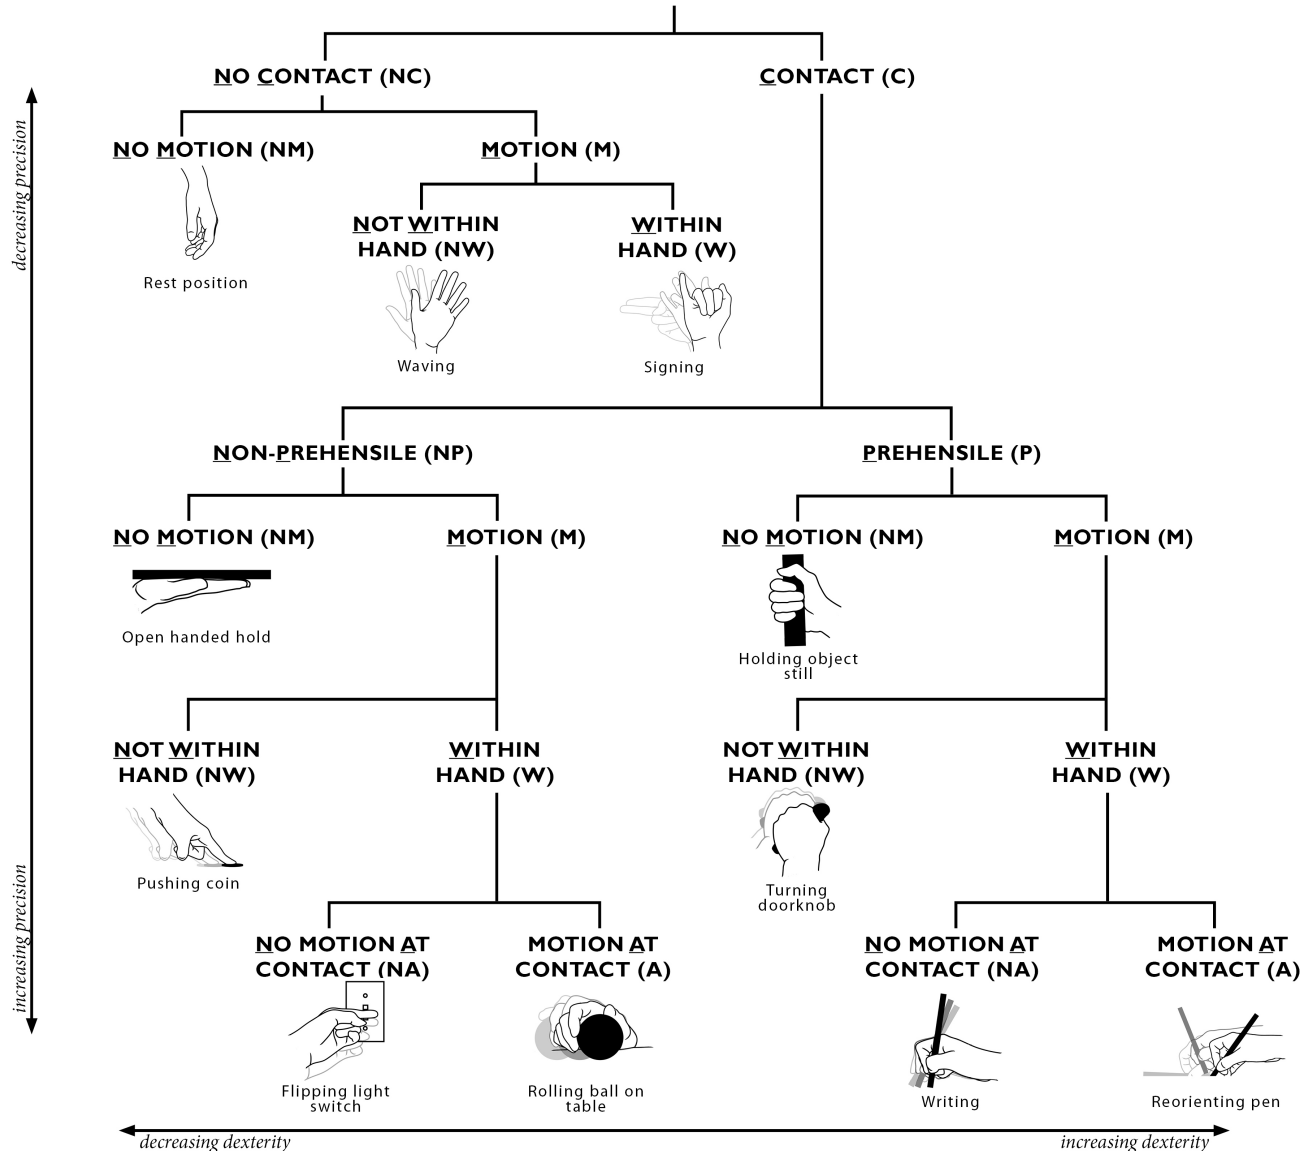 NO CONTACT (NC)
CONTACT (C)
decreasing precision
NO MOTION (NM)
MOTION (M)
Rest position
NOT WITHIN
HAND (NW)
WITHIN
HAND (W)
Waving
Signing
NON-PREHENSILE (NP)
PREHENSILE (P)
NO MOTION (NM)
MOTION (M)
NO MOTION (NM)
MOTION (M)
Open handed hold
Holding object
still
NOT WITHIN
HAND (NW)
WITHIN
HAND (W)
NOT WITHIN
HAND (NW)
WITHIN
HAND (W)
Pushing coin
Turning
doorknob
increasing precision
NO MOTION AT
CONTACT (NA)
MOTION AT
CONTACT (A)
NO MOTION AT
CONTACT (NA)
MOTION AT
CONTACT (A)
Flipping light
switch
Rolling ball on
table
Writing
Reorienting pen
decreasing dexterity
increasing dexterity